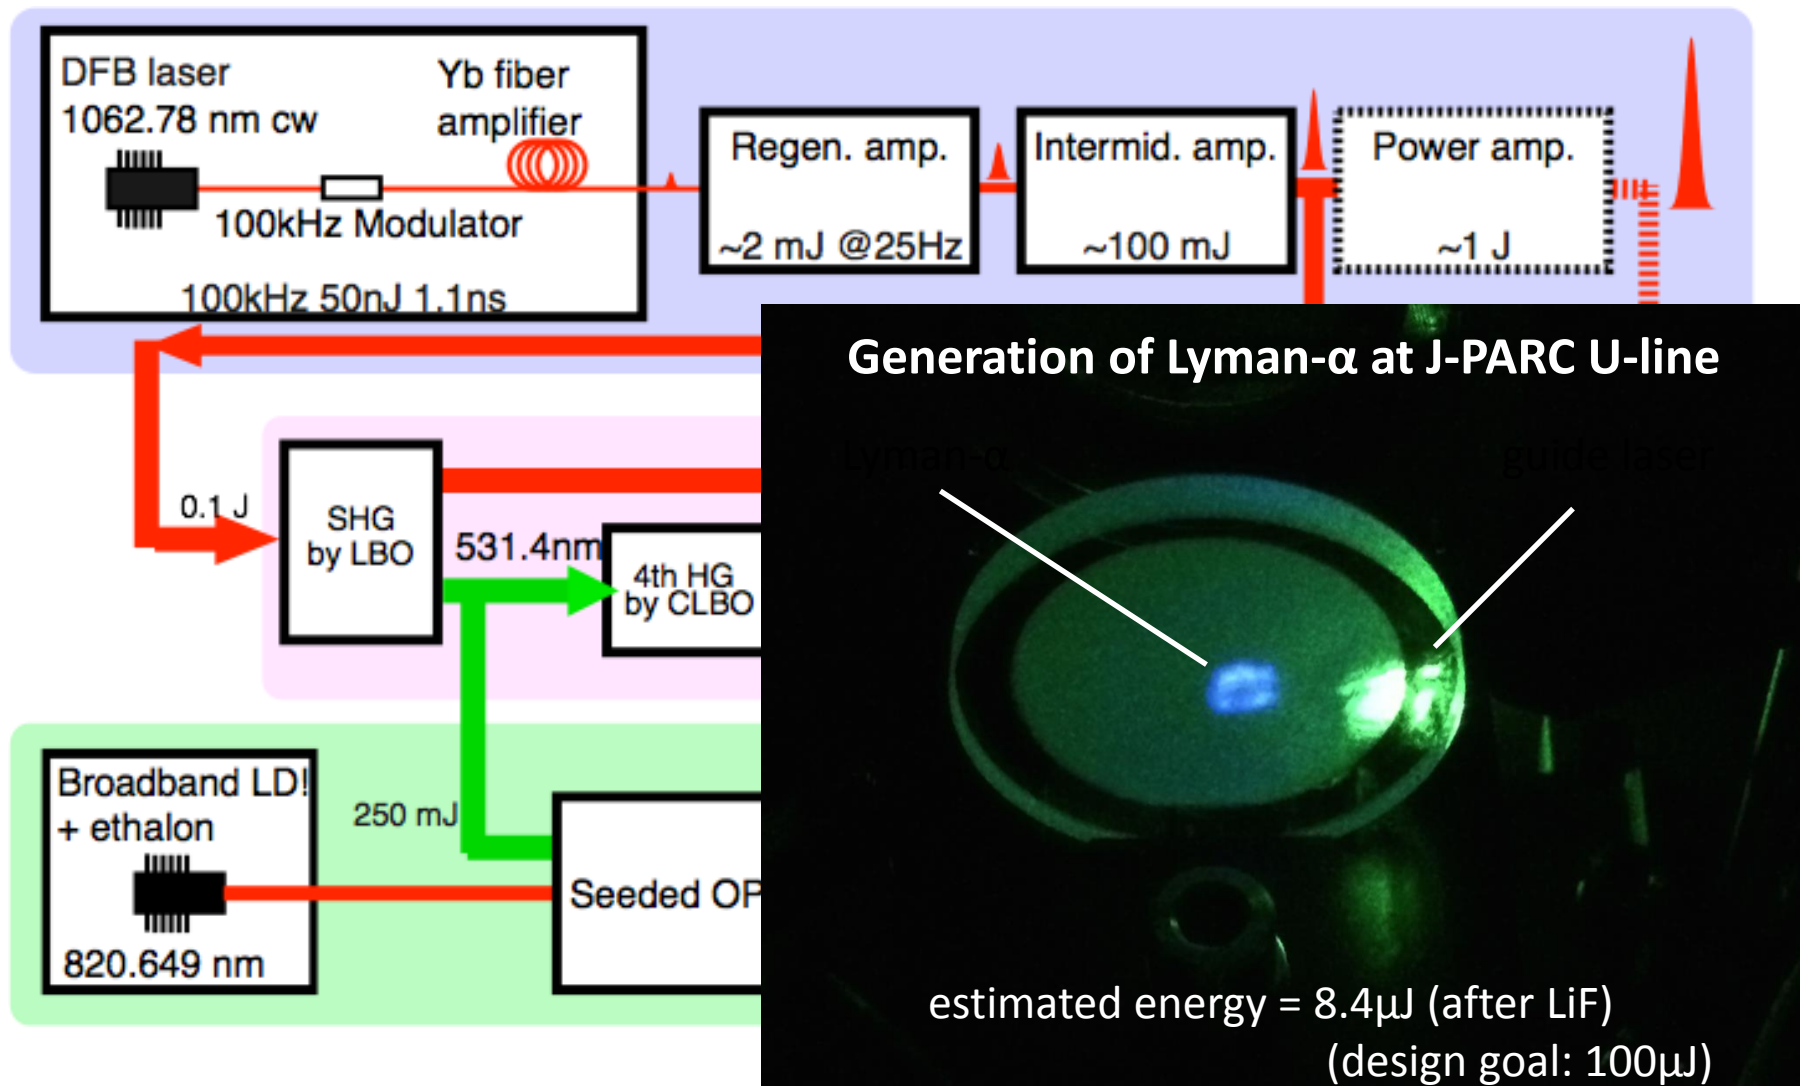 DFB laser
1062.78 nm cw
Yb fiber
amplifier
100kHz Modulator
100kHz 50nJ 1.1ns
Regen. amp.
~2 mJ @25Hz
Intermid. amp.
~100 mJ
Power amp.
~1 J
0.1 J
SHG
by LBO
531.4nm
4th HG
by CLBO
Broadband LD!
+ ethalon
820.649 nm
250 mJ
Seeded OP
Generation of Lyman-α at J-PARC U-line
Lyman-α
guide laser
estimated energy = 8.4μJ (after LiF)
(design goal: 100μJ)